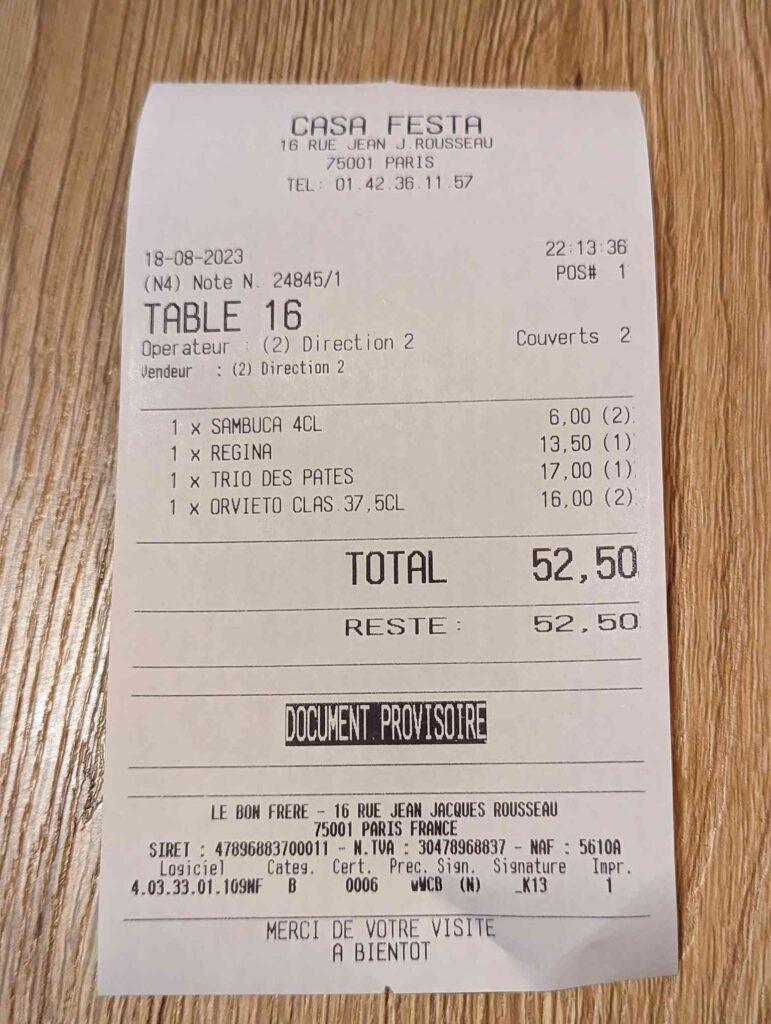 CASA FESTA
16 RUE JEAN J.ROUSSEAU
75001 PARIS
TEL: 01.42.36.11.57
18-08-2023 22:13:36
(N4) Note N. 24845/1 POS# 1
TABLE 16
Operateur : (2) Direction 2 Couverts 2
Vendeur : (2) Direction 2
1 x SAMBUCA 4CL 6,00 (2)
1 x REGINA 13,50 (1)
1 x TRIO DES PATES 17,00 (1)
1 x ORVIETO CLAS.37,5CL 16,00 (2)
TOTAL 52,50
RESTE: 52,50
DOCUMENT PROVISOIRE
LE BON FRERE - 16 RUE JEAN JACQUES ROUSSEAU
75001 PARIS FRANCE
SIRET : 47896883700011 - N.TVA : 30478968837 - NAF : 5610A
Logiciel Categ. Cert. Prec. Sign. Signature Impr.
4.03.33.01.109NF B 0006 wWCB (N) _K13 1
MERCI DE VOTRE VISITE
A BIENTOT